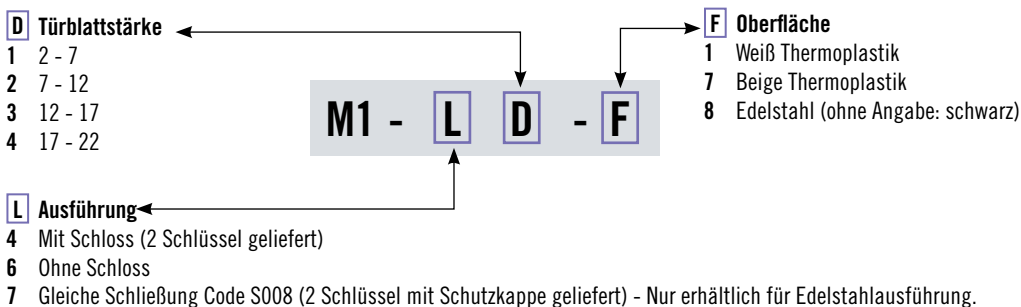 D Türblattstärke
1 2 - 7
2 7 - 12
3 12 - 17
4 17 - 22
M1 - L D - F
F Oberfläche
1 Weiß Thermoplastik
7 Beige Thermoplastik
8 Edelstahl (ohne Angabe: schwarz)
L Ausführung
4 Mit Schloss (2 Schlüssel geliefert)
6 Ohne Schloss
7 Gleiche Schließung Code S008 (2 Schlüssel mit Schutzkappe geliefert) - Nur erhältlich für Edelstahlausführung.